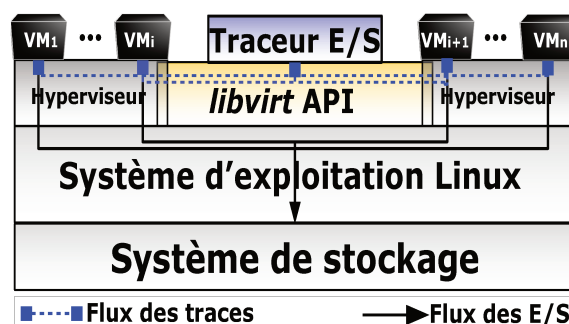 VM1 ••• VMi Traceur E/S VMi+1 ••• VMn
Hyperviseur libvirt API Hyperviseur
Système d'exploitation Linux
Système de stockage
Flux des traces Flux des E/S